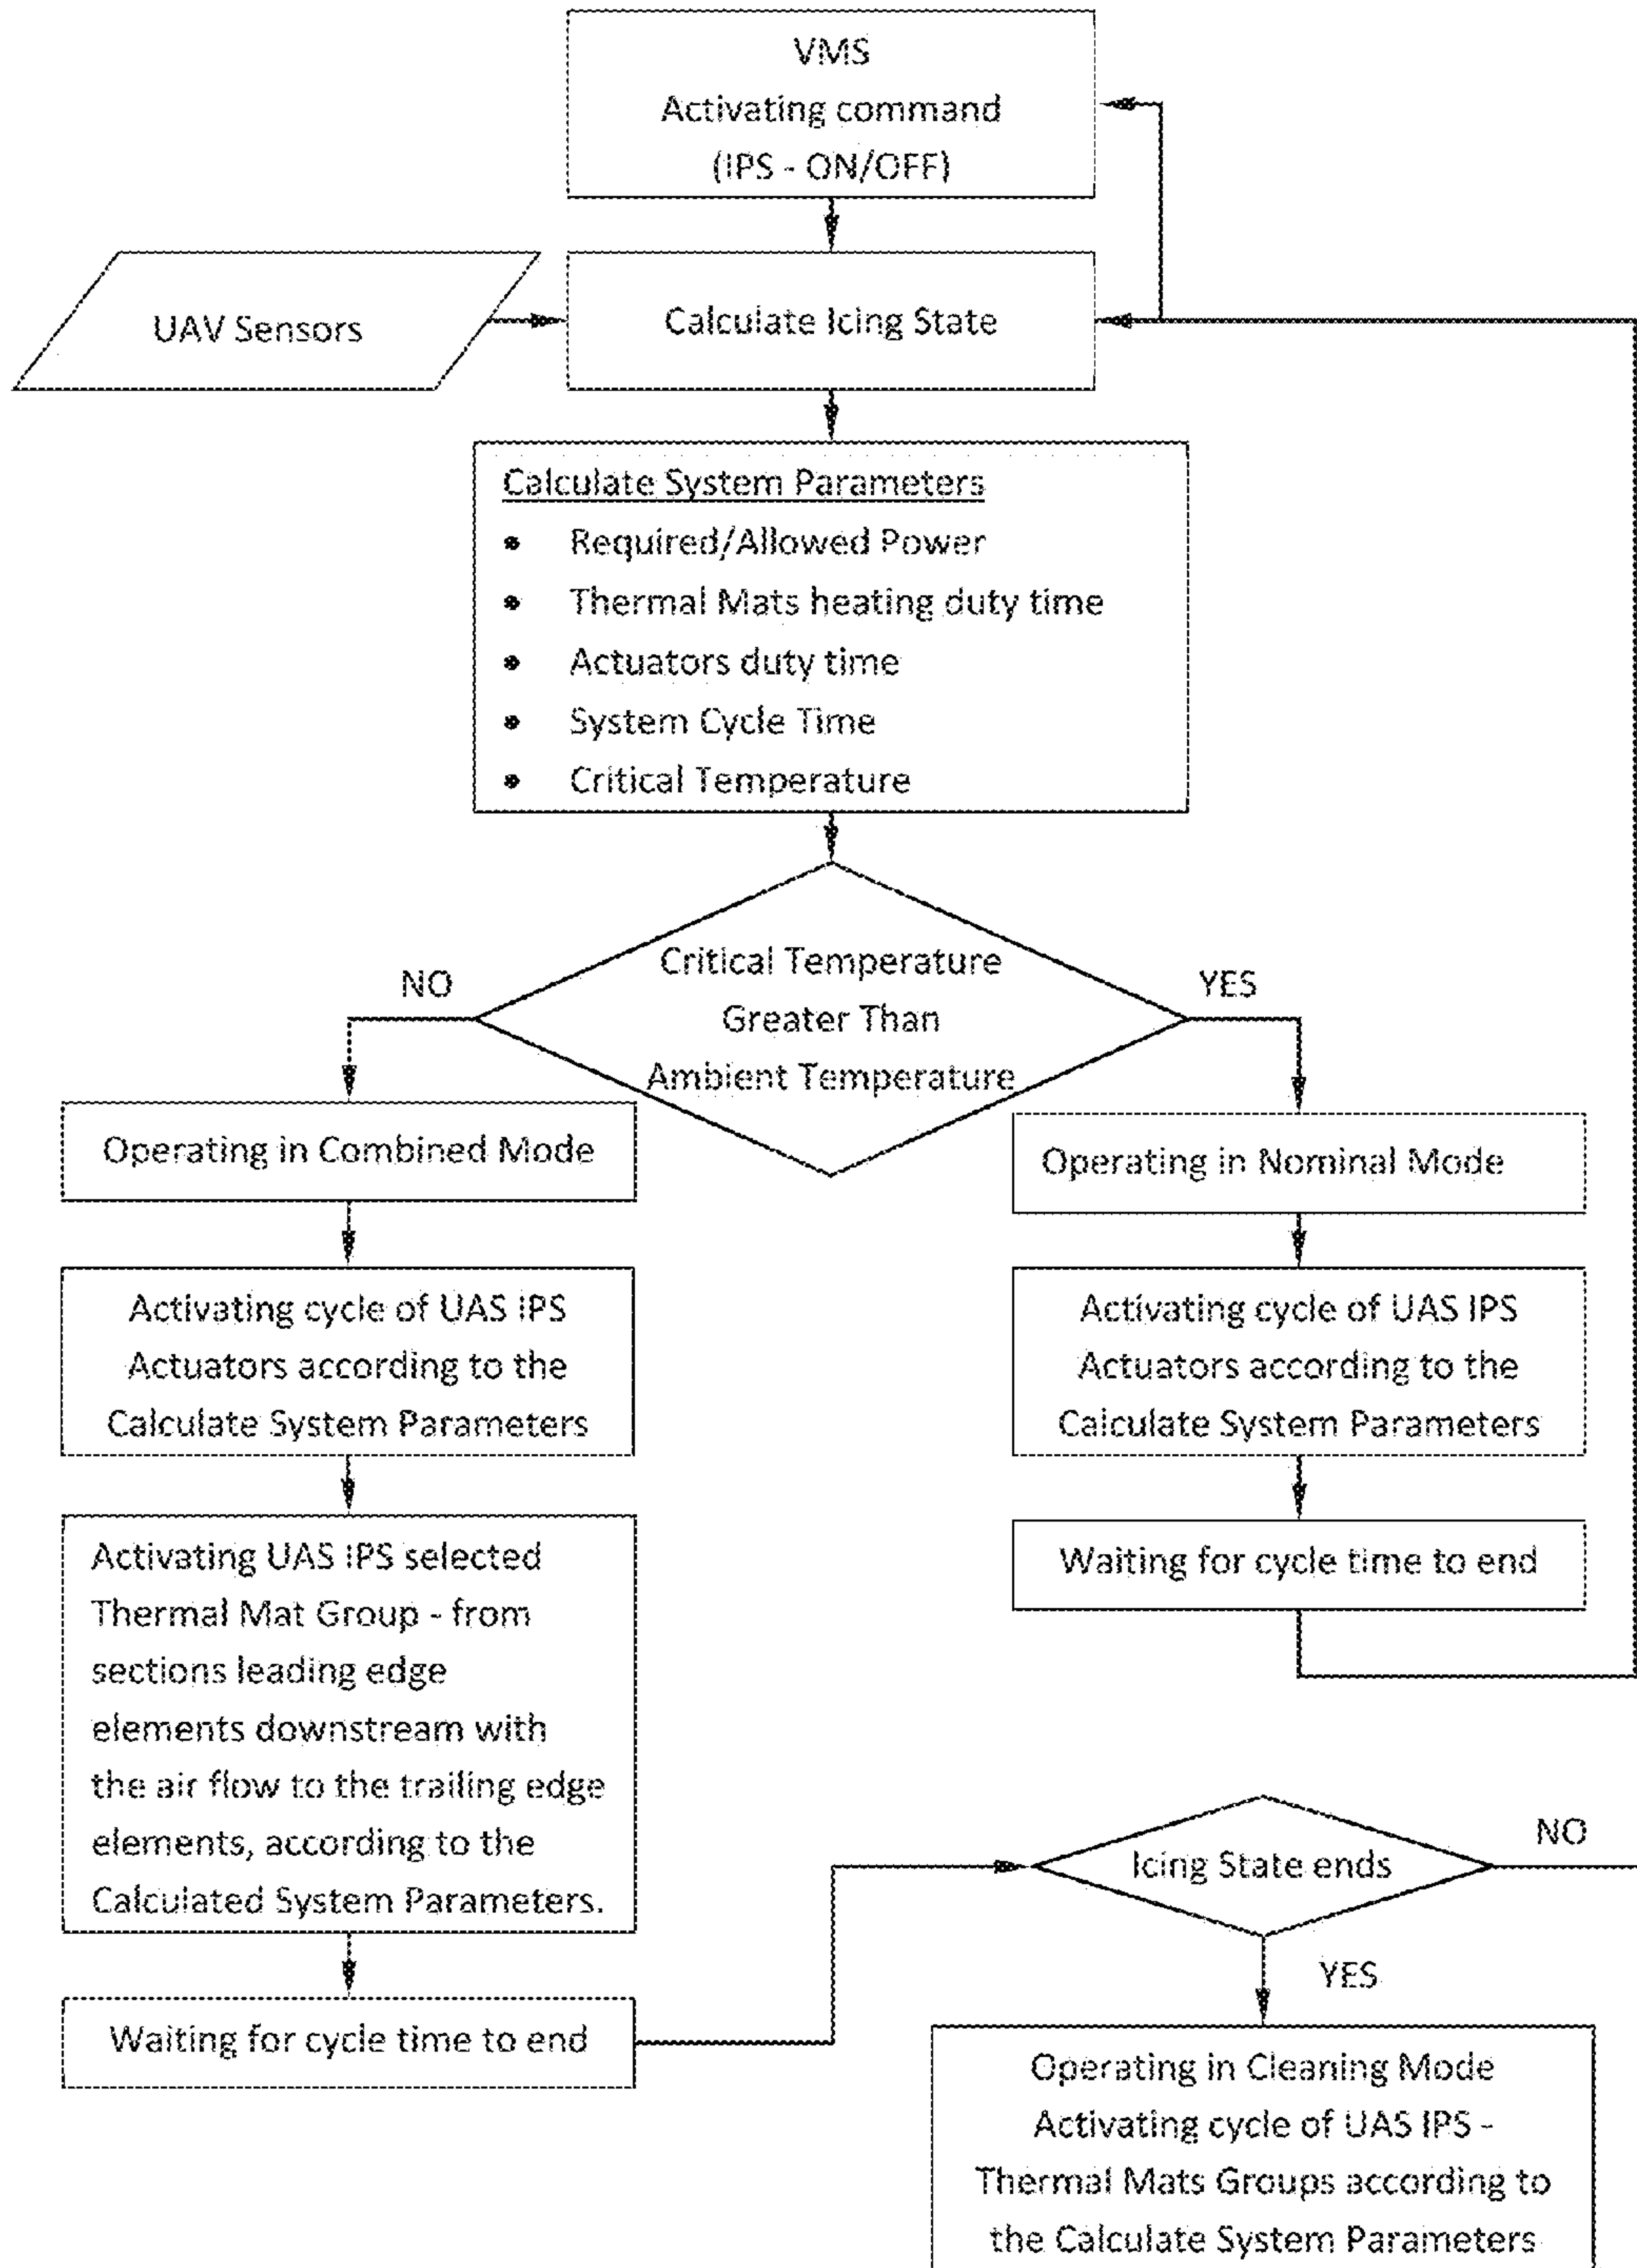 VMS
Activating command
(IPS - ON/OFF)
UAV Sensors
Calculate Icing State
Calculate System Parameters
• Required/Allowed Power
• Thermal Mats heating duty time
• Actuators duty time
• System Cycle Time
• Critical Temperature
NO
Critical Temperature
Greater Than
Ambient Temperature
YES
Operating in Combined Mode
Operating in Nominal Mode
Activating cycle of UAS IPS
Actuators according to the
Calculate System Parameters
Activating cycle of UAS IPS
Actuators according to the
Calculate System Parameters
Activating UAS IPS selected
Thermal Mat Group - from
sections leading edge
elements downstream with
the air flow to the trailing edge
elements, according to the
Calculated System Parameters.
Waiting for cycle time to end
Waiting for cycle time to end
Icing State ends
NO
YES
Operating in Cleaning Mode
Activating cycle of UAS IPS -
Thermal Mats Groups according to
the Calculate System Parameters